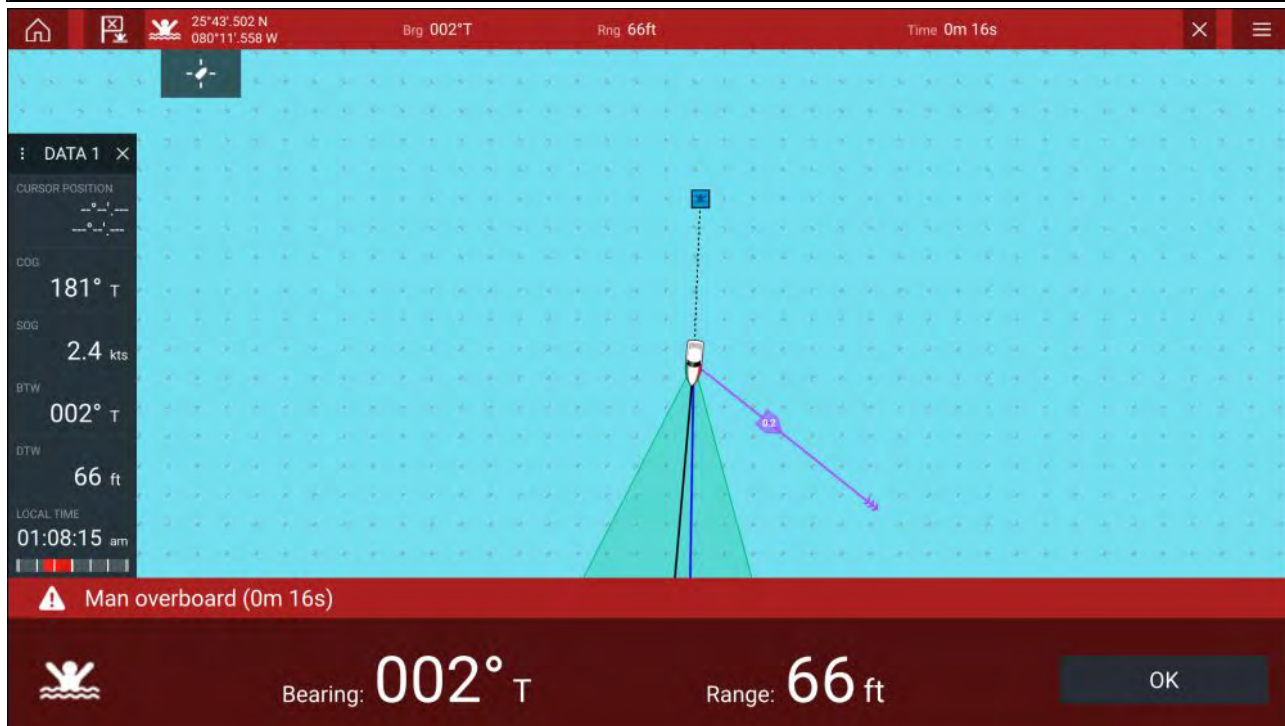 25°43'.502 N
080°11'.558 W
Brg 002°T
Rng 66ft
Time 0m 16s
DATA 1
CURSOR POSITION
--°--'.---
---°--'.---
COG
181° T
SOG
2.4 kts
BTW
002° T
DTW
66 ft
LOCAL TIME
01:08:15 am
0.2
Man overboard (0m 16s)
Bearing: 002° T
Range: 66 ft
OK